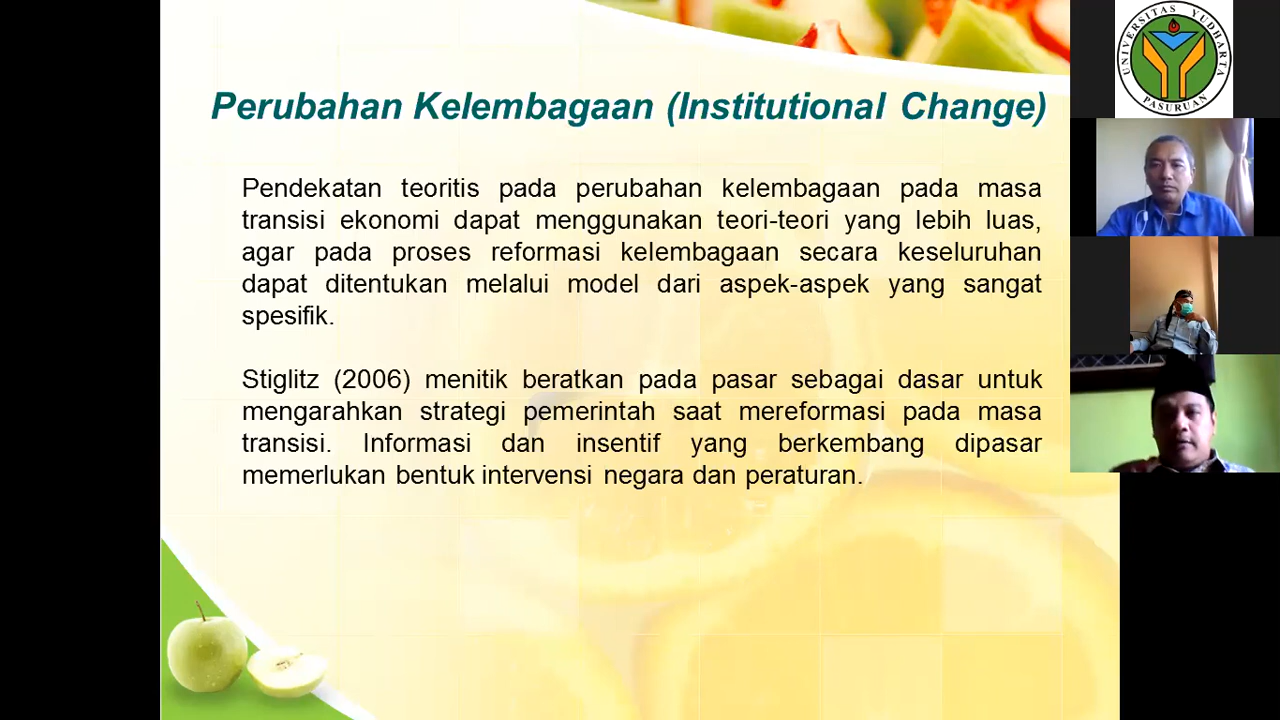 Perubahan Kelembagaan (Institutional Change)
Pendekatan teoritis pada perubahan kelembagaan pada masa
transisi ekonomi dapat menggunakan teori-teori yang lebih luas,
agar pada proses reformasi kelembagaan secara keseluruhan
dapat ditentukan melalui model dari aspek-aspek yang sangat
spesifik.
Stiglitz (2006) menitik beratkan pada pasar sebagai dasar untuk
mengarahkan strategi pemerintah saat mereformasi pada masa
transisi. Informasi dan insentif yang berkembang dipasar
memerlukan bentuk intervensi negara dan peraturan.
UNIVERSITAS YUDHARTA
PASURUAN